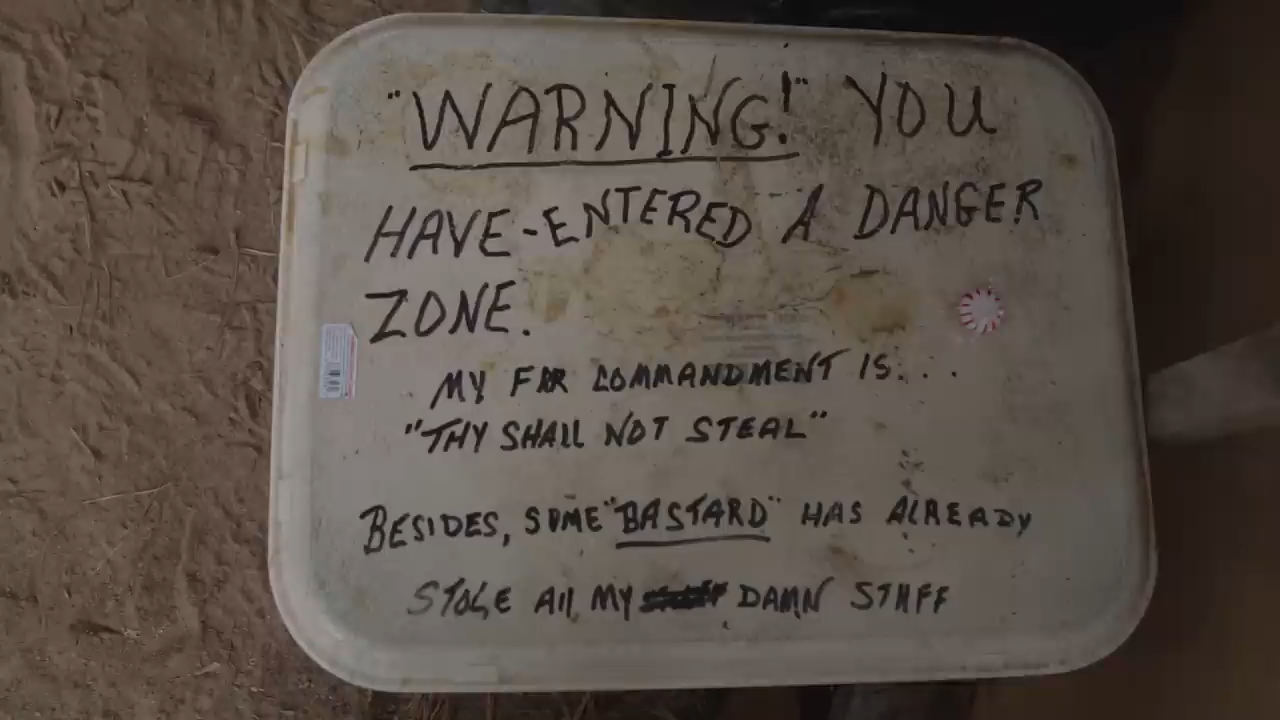 "WARNING!" YOU
HAVE-ENTERED A DANGER
ZONE.
MY COMMANDMENT IS...
"THY SHALL NOT STEAL"
BESIDES, SOME "BASTARD" HAS ALREADY
STOLE All MY DAMN STUFF